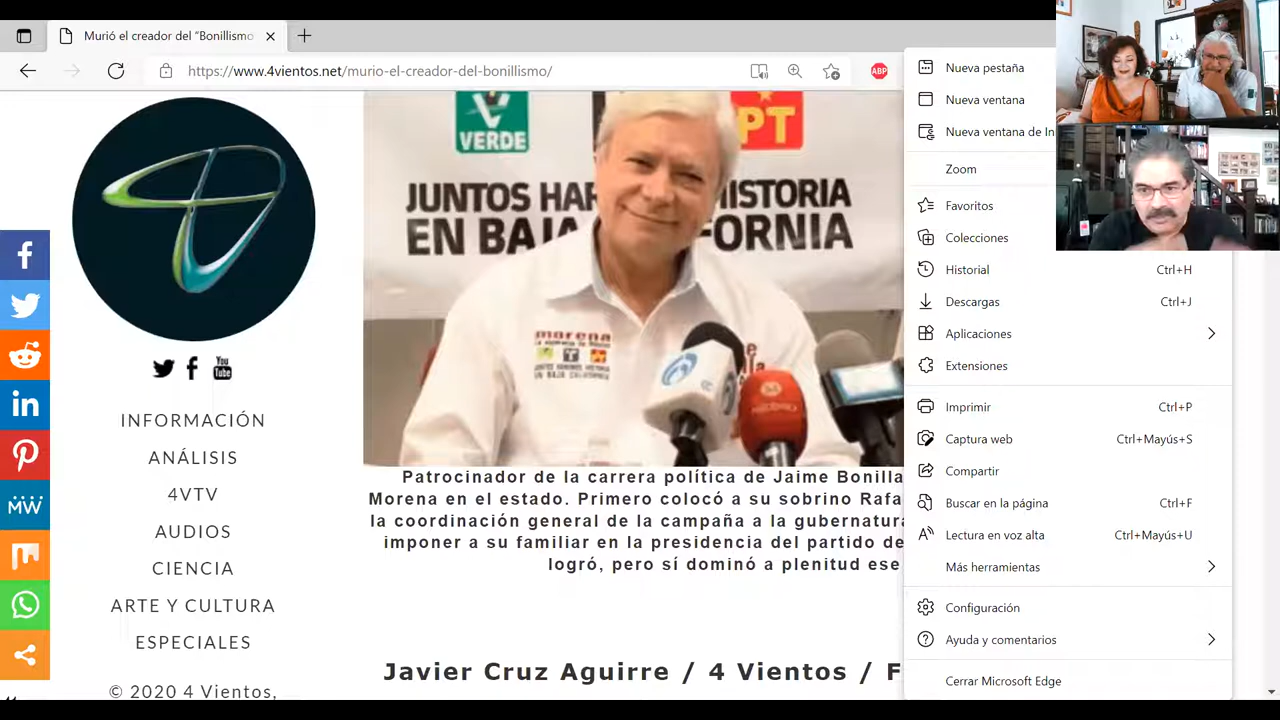 Murió el creador del "Bonillismo
https://www.4vientos.net/murio-el-creador-del-bonillismo/
ABP
You
Tube
INFORMACIÓN
ANÁLISIS
4VTV
AUDIOS
CIENCIA
ARTE Y CULTURA
ESPECIALES
© 2020 4 Vientos,
VERDE
PT
JUNTOS HAR HISTORIA
EN BAJA FORNIA
morena
Patrocinador de la carrera política de Jaime Bonilla
Morena en el estado. Primero colocó a su sobrino Rafa
la coordinación general de la campaña a la gubernatura
imponer a su familiar en la presidencia del partido de
logró, pero sí dominó a plenitud ese
Javier Cruz Aguirre / 4 Vientos / F
Nueva pestaña
Nueva ventana
Nueva ventana de In
Zoom
Favoritos
Colecciones
Historial Ctrl+H
Descargas Ctrl+J
Aplicaciones
Extensiones
Imprimir Ctrl+P
Captura web Ctrl+Mayús+S
Compartir
Buscar en la página Ctrl+F
Lectura en voz alta Ctrl+Mayús+U
Más herramientas
Configuración
Ayuda y comentarios
Cerrar Microsoft Edge